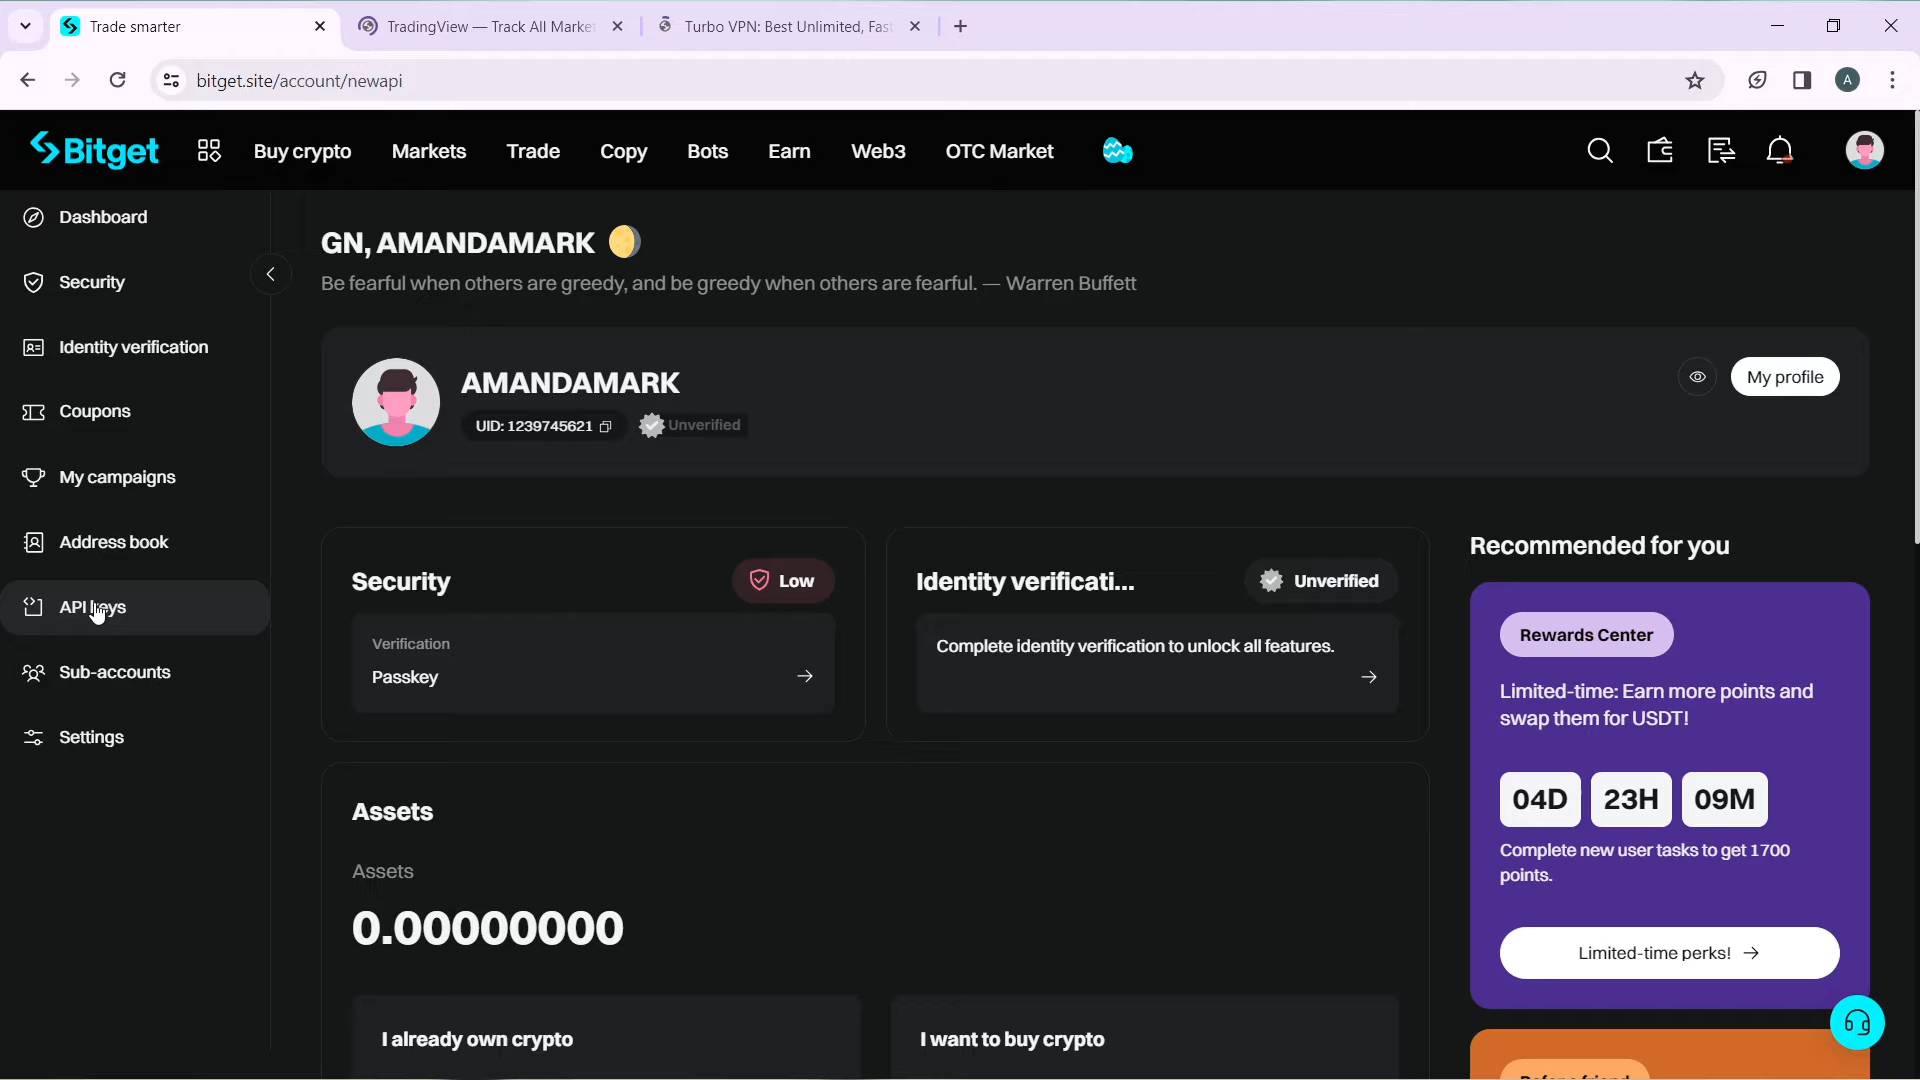 Trade smarter
TradingView — Track All Marke
Turbo VPN: Best Unlimited, Fas
bitget.site/account/newapi
A
Bitget
Buy crypto
Markets
Trade
Copy
Bots
Earn
Web3
OTC Market
Dashboard
Security
Identity verification
Coupons
My campaigns
Address book
API keys
Sub-accounts
Settings
GN, AMANDAMARK
Be fearful when others are greedy, and be greedy when others are fearful. — Warren Buffett
AMANDAMARK
UID: 1239745621
Unverified
My profile
Security
Low
Verification
Passkey
Identity verificati...
Unverified
Complete identity verification to unlock all features.
Assets
Assets
0.00000000
I already own crypto
I want to buy crypto
Recommended for you
Rewards Center
Limited-time: Earn more points and
swap them for USDT!
04D
23H
09M
Complete new user tasks to get 1700
points.
Limited-time perks!